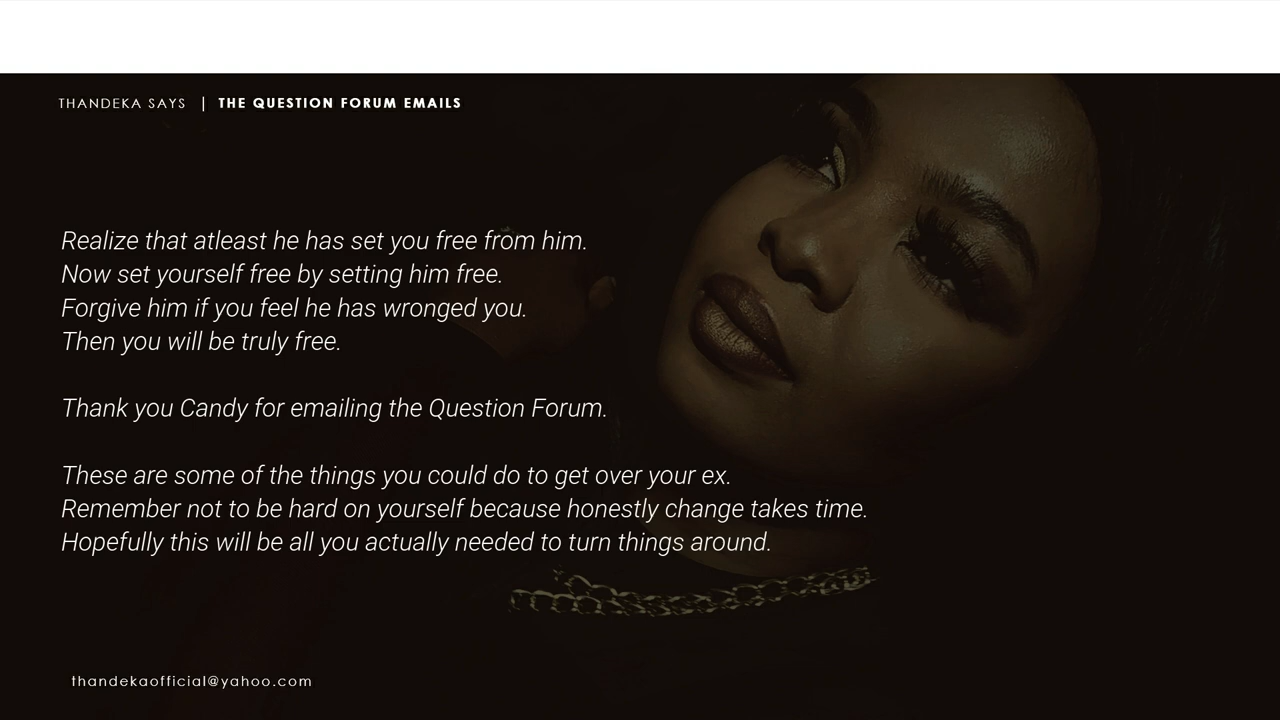 THANDEKA SAYS | THE QUESTION FORUM EMAILS
Realize that atleast he has set you free from him.
Now set yourself free by setting him free.
Forgive him if you feel he has wronged you.
Then you will be truly free.
Thank you Candy for emailing the Question Forum.
These are some of the things you could do to get over your ex.
Remember not to be hard on yourself because honestly change takes time.
Hopefully this will be all you actually needed to turn things around.
thandekaofficial@yahoo.com